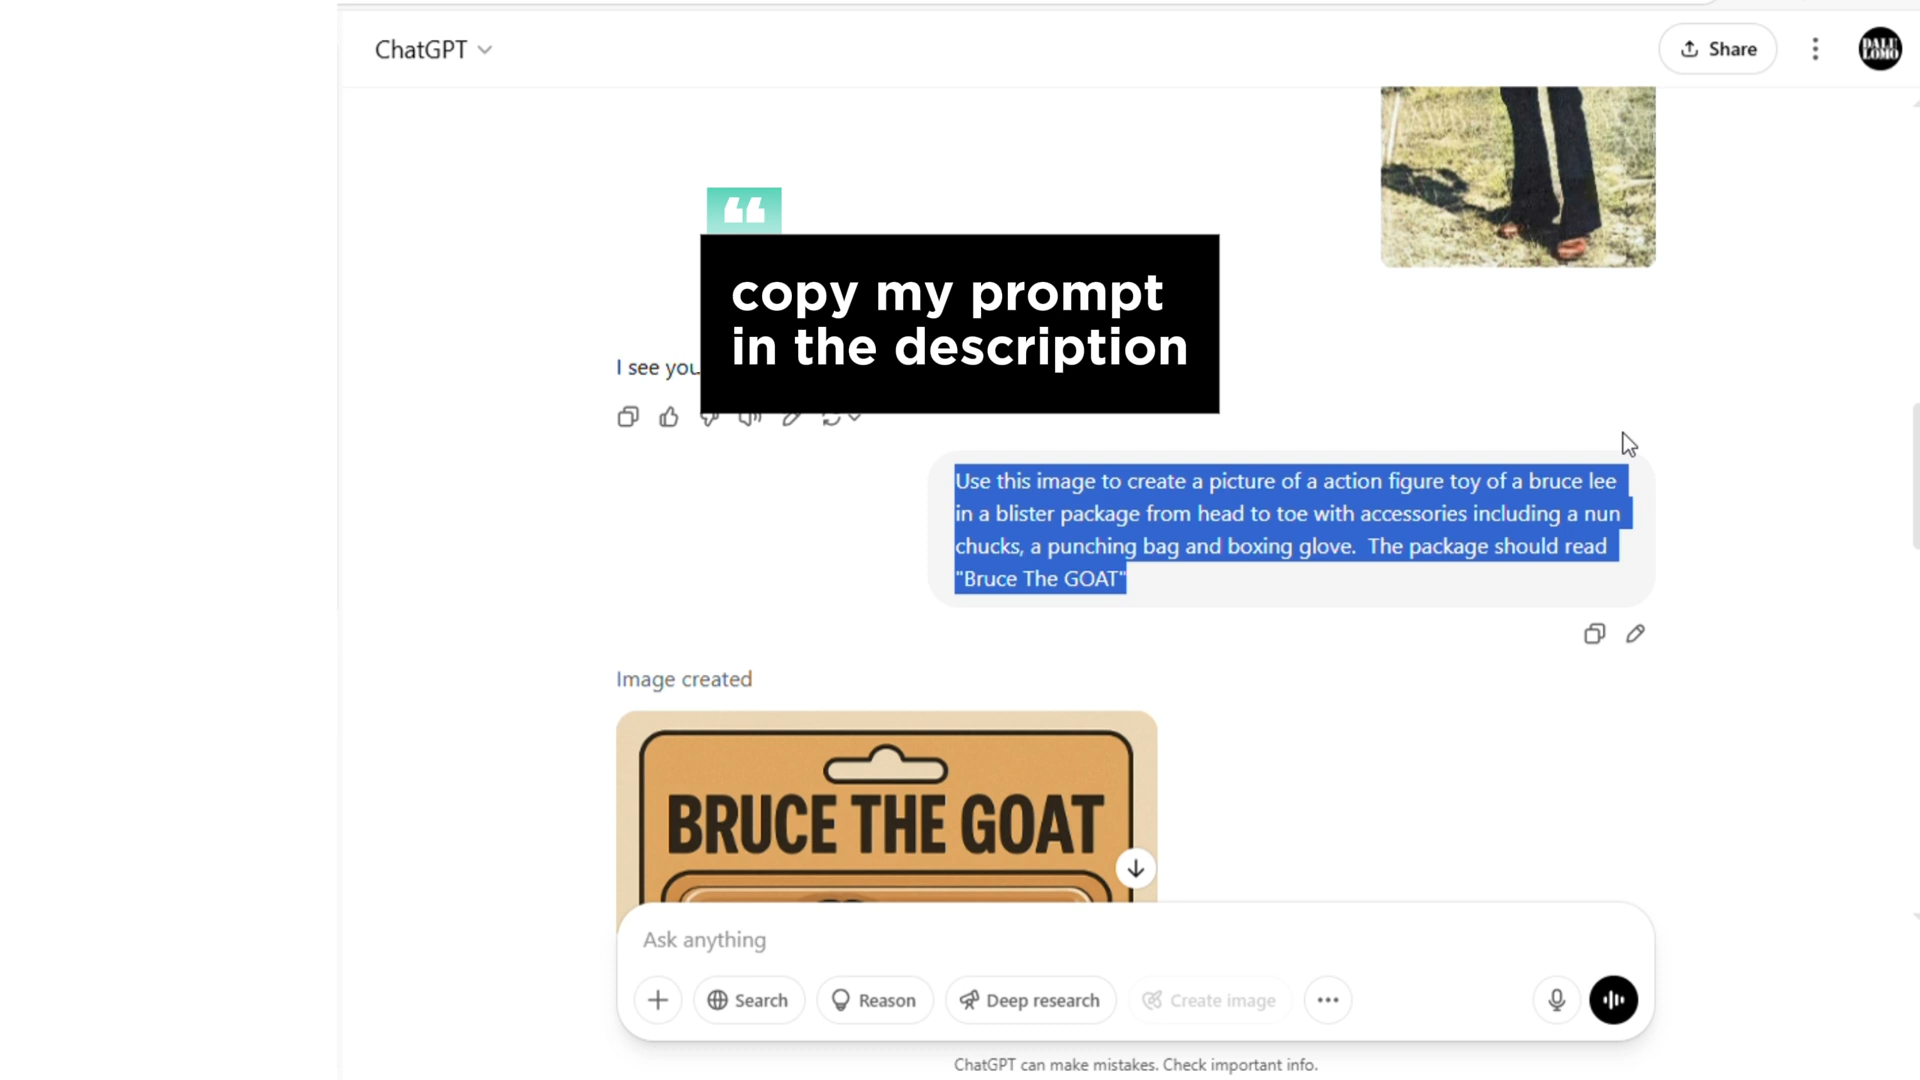 ChatGPT
Share
DALU
LOMO
“
copy my prompt
in the description
I see you
Use this image to create a picture of a action figure toy of a bruce lee
in a blister package from head to toe with accessories including a nun
chucks, a punching bag and boxing glove.  The package should read
"Bruce The GOAT"
Image created
BRUCE THE GOAT
Ask anything
Search
Reason
Deep research
Create image
ChatGPT can make mistakes. Check important info.